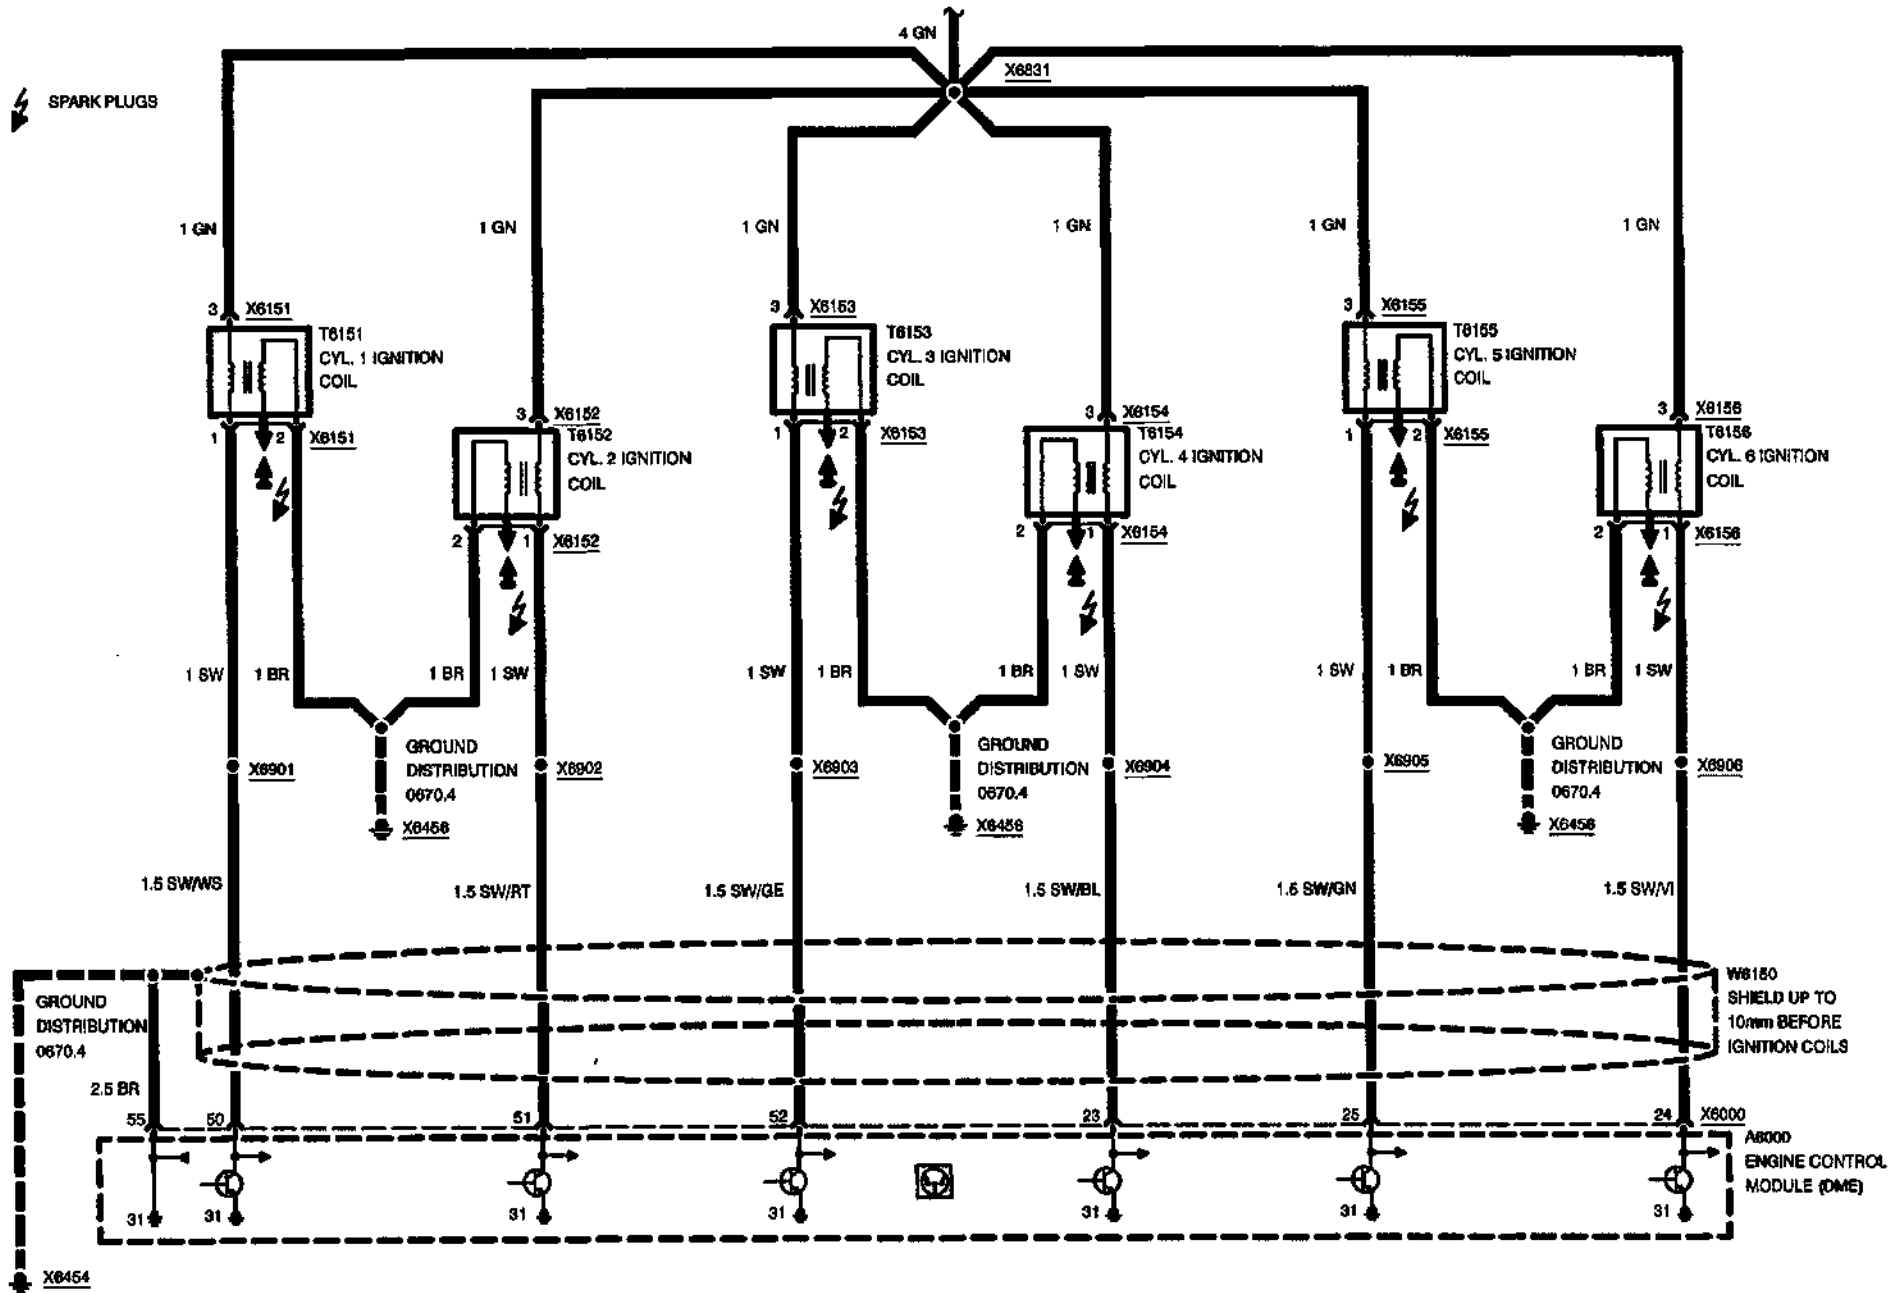 4 GN
X6831
SPARK PLUGS
1 GN
1 GN
1 GN
1 GN
1 GN
1 GN
3 X6151
3 X6153
3 X6155
T6151
CYL. 1 IGNITION
COIL
T6153
CYL. 3 IGNITION
COIL
T6155
CYL. 5 IGNITION
COIL
1 2 X6151
3 X6152
1 2 X6153
3 X6154
1 2 X6155
3 X6156
T6152
CYL. 2 IGNITION
COIL
T6154
CYL. 4 IGNITION
COIL
T6156
CYL. 6 IGNITION
COIL
2 1 X6152
2 1 X6154
2 1 X6156
1 SW 1 BR 1 BR 1 SW 1 SW 1 BR 1 BR 1 SW 1 SW 1 BR 1 BR 1 SW
GROUND
DISTRIBUTION
0670.4
GROUND
DISTRIBUTION
0670.4
GROUND
DISTRIBUTION
0670.4
X6901
X6902
X6903
X6904
X6905
X6906
X6456
X6456
X6456
1.5 SW/WS
1.5 SW/RT
1.5 SW/GE
1.5 SW/BL
1.5 SW/GN
1.5 SW/VI
GROUND
DISTRIBUTION
0670.4
W6150
SHIELD UP TO
10mm BEFORE
IGNITION COILS
2.5 BR
55 50 51 52 23 25 24 X6000
A6000
ENGINE CONTROL
MODULE (DME)
31 31 31 31 31 31 31
X6454